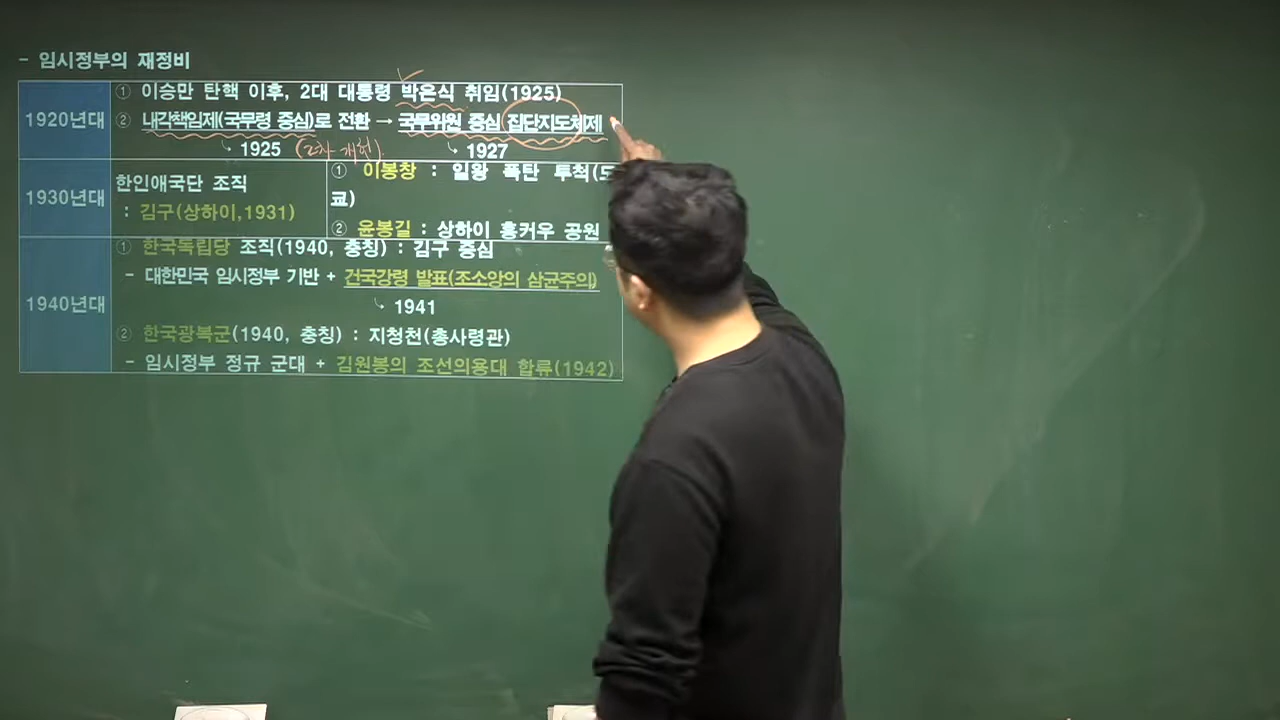 - 임시정부의 재정비
1920년대
① 이승만 탄핵 이후, 2대 대통령 박은식 취임(1925)
② 내각책임제(국무령 중심)로 전환 → 국무위원 중심 집단지도체제
1925 (2차 개헌). 1927
1930년대
한인애국단 조직
: 김구(상하이,1931)
① 이봉창 : 일왕 폭탄 투척(도
쿄)
② 윤봉길 : 상하이 훙커우 공원
1940년대
① 한국독립당 조직(1940, 충칭) : 김구 중심
- 대한민국 임시정부 기반 + 건국강령 발표(조소앙의 삼균주의)
1941
② 한국광복군(1940, 충칭) : 지청천(총사령관)
- 임시정부 정규 군대 + 김원봉의 조선의용대 합류(1942)